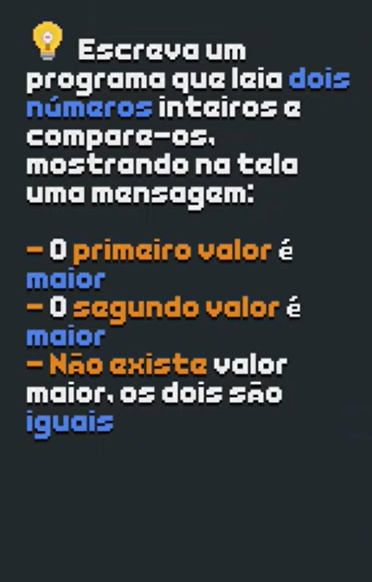 Escreva um
programa que leia dois
números inteiros e
compare-os,
mostrando na tela
uma mensagem:
- O primeiro valor é
maior
- O segundo valor é
maior
- Não existe valor
maior, os dois são
iguais